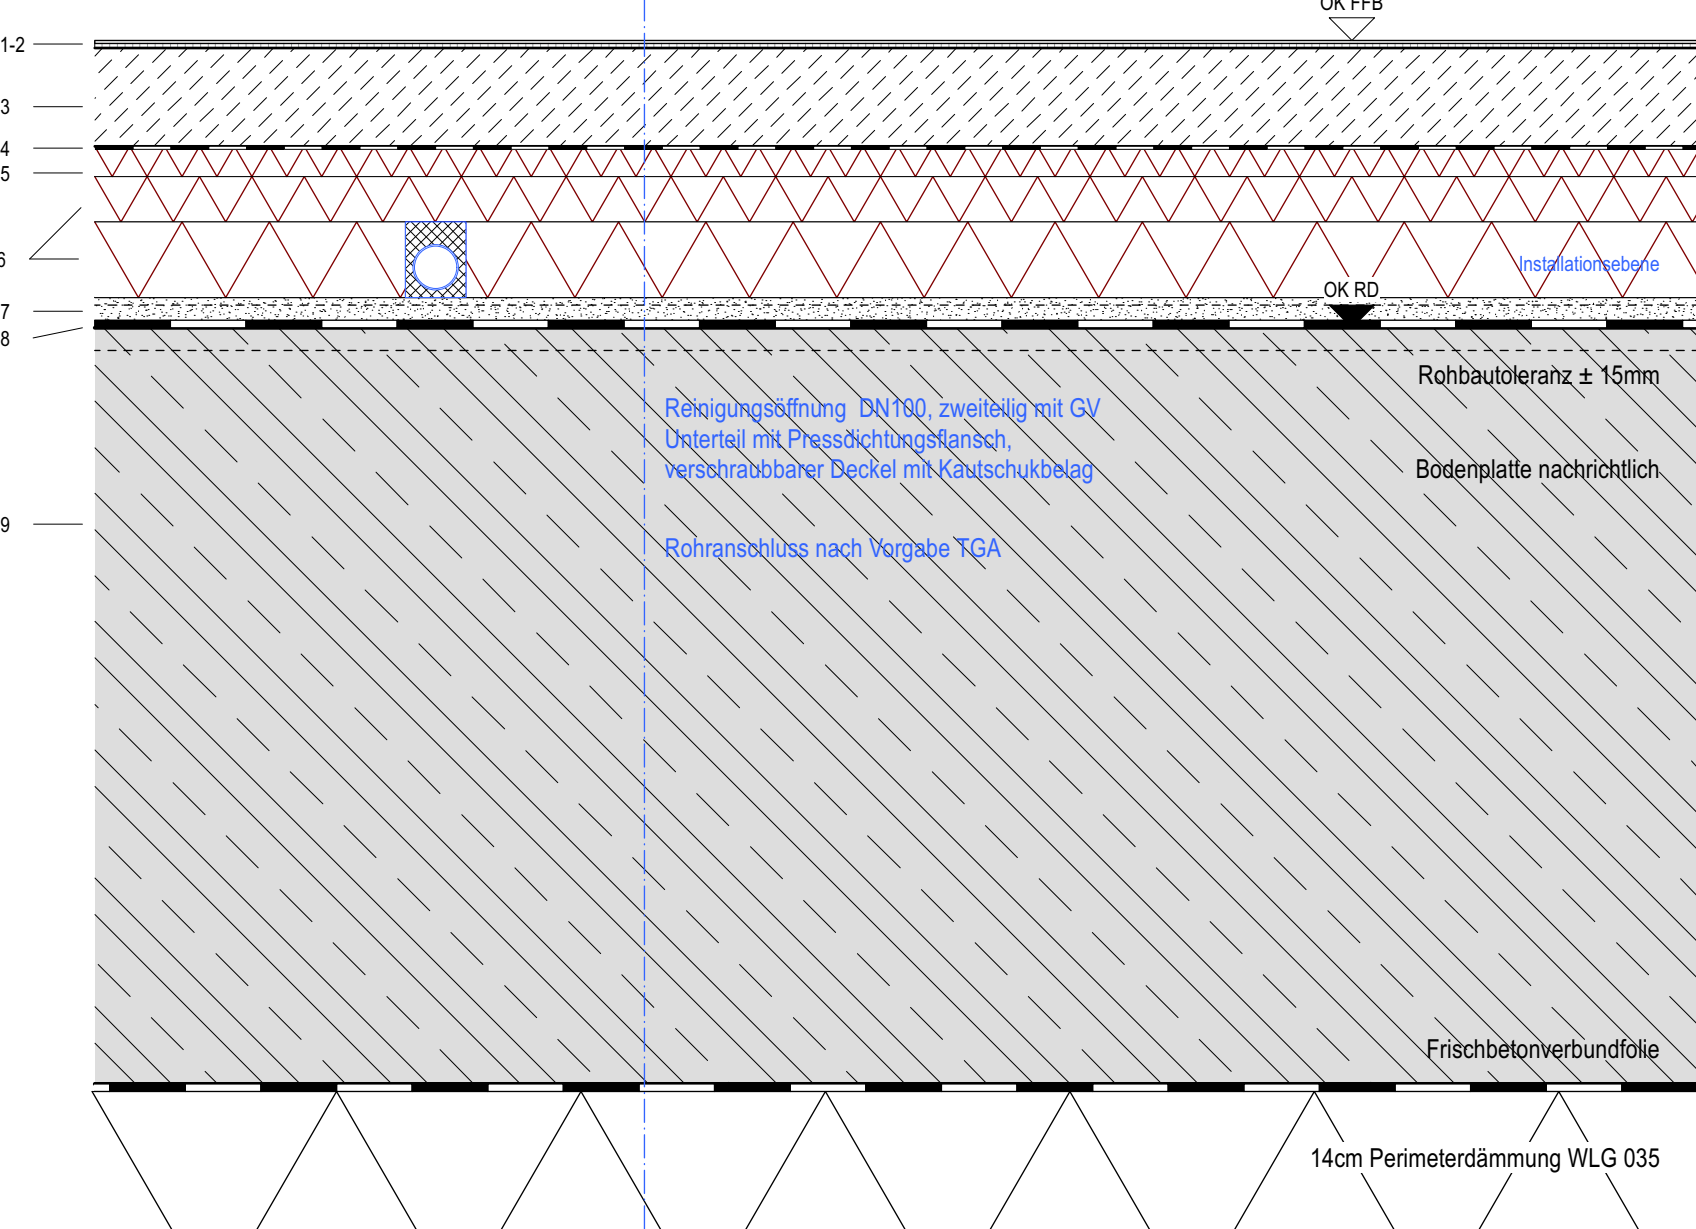 OK FFB
1-2
3
4
5
6
Installationsebene
OK RD
7
8
Rohbautoleranz ± 15mm
Reinigungsöffnung DN100, zweiteilig mit GV
Unterteil mit Pressdichtungsflansch,
verschraubbarer Deckel mit Kautschukbelag
Bodenplatte nachrichtlich
9
Rohranschluss nach Vorgabe TGA
Frischbetonverbundfolie
14cm Perimeterdämmung WLG 035